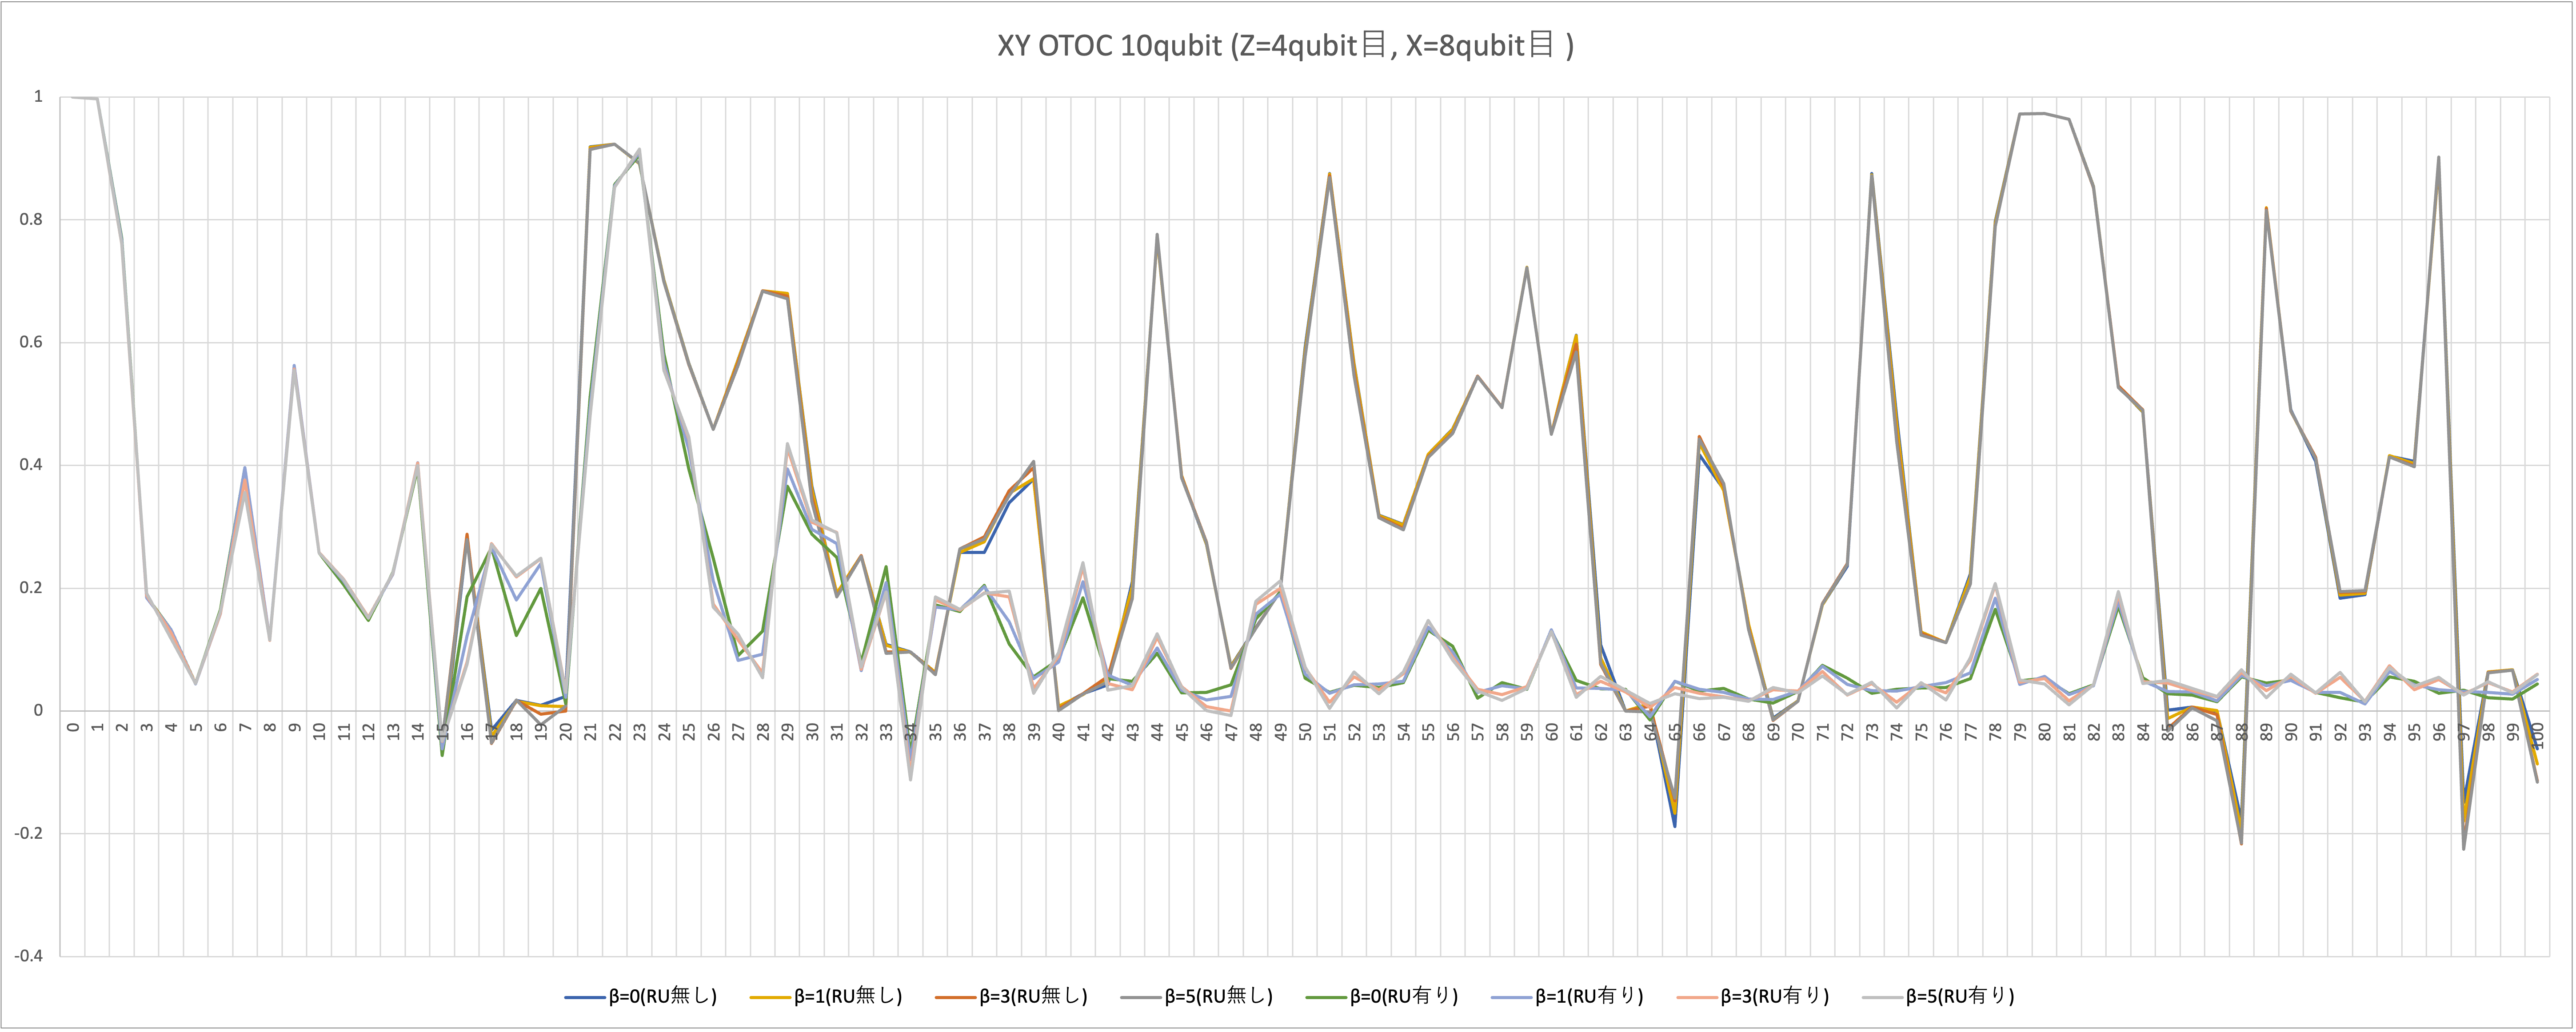 XY OTOC 10qubit (Z=4qubit目, X=8qubit目 )
1
0.8
0.6
0.4
0.2
0
-0.2
-0.4
0 1 2 3 4 5 6 7 8 9 10 11 12 13 14 15 16 17 18 19 20 21 22 23 24 25 26 27 28 29 30 31 32 33 34 35 36 37 38 39 40 41 42 43 44 45 46 47 48 49 50 51 52 53 54 55 56 57 58 59 60 61 62 63 64 65 66 67 68 69 70 71 72 73 74 75 76 77 78 79 80 81 82 83 84 85 86 87 88 89 90 91 92 93 94 95 96 97 98 99 100
β=0(RU無し) β=1(RU無し) β=3(RU無し) β=5(RU無し) β=0(RU有り) β=1(RU有り) β=3(RU有り) β=5(RU有り)